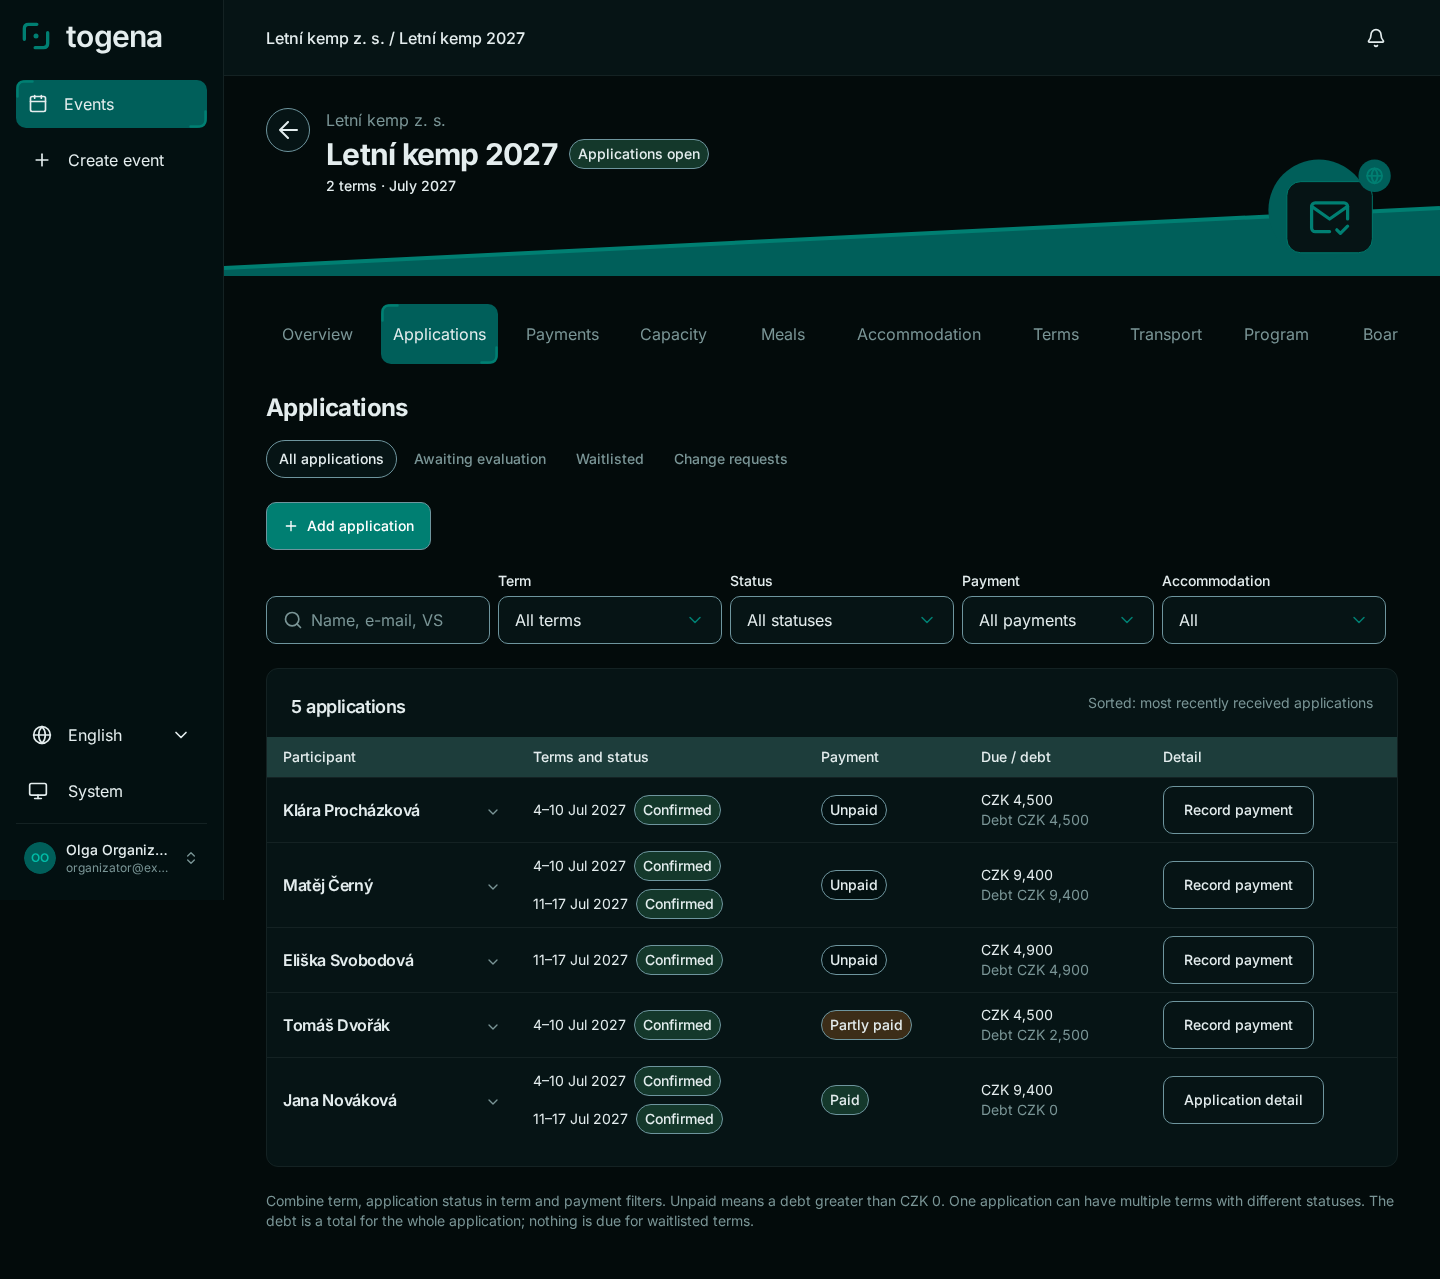 togena
Letní kemp z. s. / Letní kemp 2027
Events
Create event
Letní kemp z. s.
Letní kemp 2027 Applications open
2 terms · July 2027
Overview Applications Payments Capacity Meals Accommodation Terms Transport Program Boar
Applications
All applications Awaiting evaluation Waitlisted Change requests
Add application
Term Status Payment Accommodation
Name, e-mail, VS All terms All statuses All payments All
5 applications Sorted: most recently received applications
Participant Terms and status Payment Due / debt Detail
Klára Procházková 4–10 Jul 2027 Confirmed Unpaid CZK 4,500 Record payment
Debt CZK 4,500
4–10 Jul 2027 Confirmed
Matěj Černý Unpaid CZK 9,400 Record payment
Debt CZK 9,400
11–17 Jul 2027 Confirmed
Eliška Svobodová 11–17 Jul 2027 Confirmed Unpaid CZK 4,900 Record payment
Debt CZK 4,900
Tomáš Dvořák 4–10 Jul 2027 Confirmed Partly paid CZK 4,500 Record payment
Debt CZK 2,500
4–10 Jul 2027 Confirmed
Jana Nováková Paid CZK 9,400 Application detail
Debt CZK 0
11–17 Jul 2027 Confirmed
Combine term, application status in term and payment filters. Unpaid means a debt greater than CZK 0. One application can have multiple terms with different statuses. The
debt is a total for the whole application; nothing is due for waitlisted terms.
English
System
OO Olga Organiz...
organizator@ex...